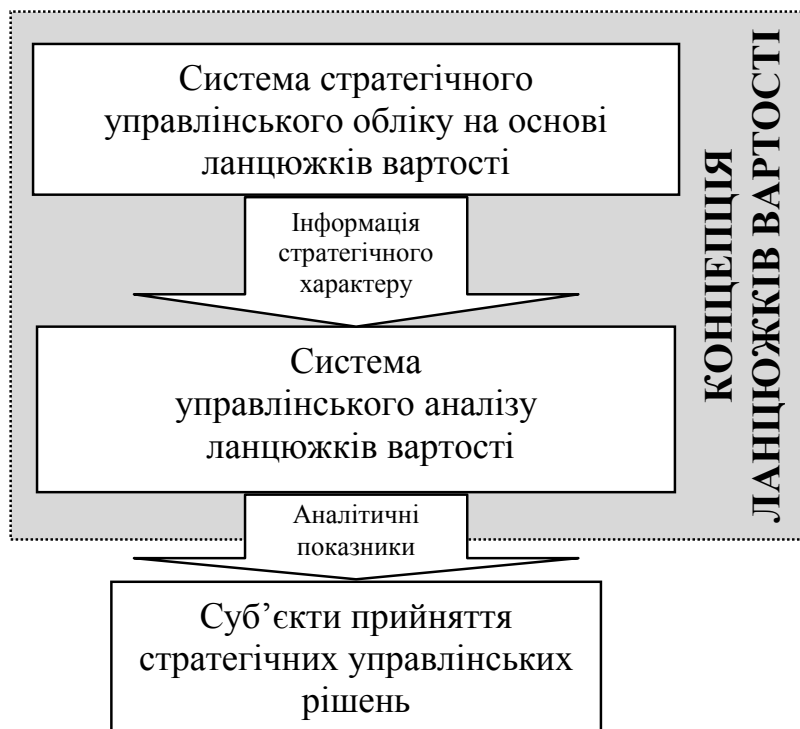 Система стратегічного
управлінського обліку на основі
ланцюжків вартості
Інформація
стратегічного
характеру
Система
управлінського аналізу
ланцюжків вартості
Аналітичні
показники
Суб’єкти прийняття
стратегічних управлінських
рішень
КОНЦЕПЦІЯ
ЛАНЦЮЖКІВ ВАРТОСТІ